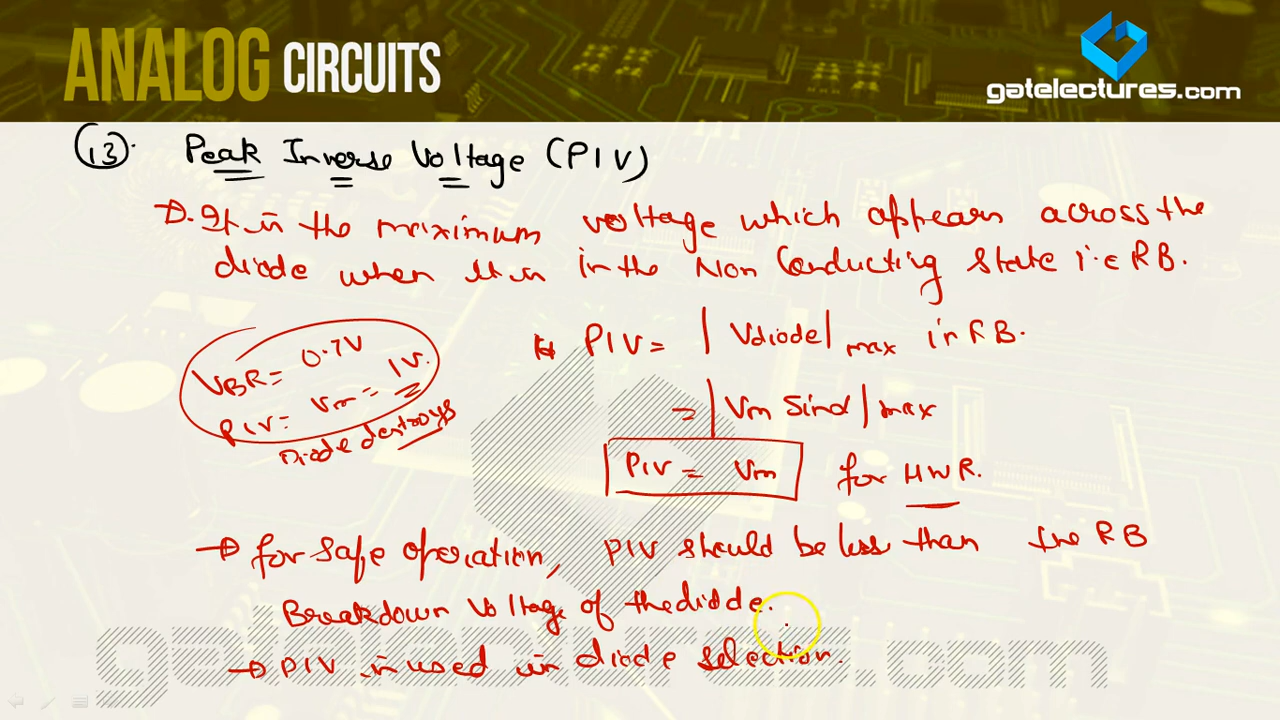 ANALOG CIRCUITS
gatelectures.com
(13). Peak Inverse Voltage (PIV)
→. It is the maximum voltage which appears across the
diode when it is in the Non Conducting State i.e RB.
VBR = 0.7V
PIV = Vm = 1V.
Diode destroys
PIV = | Vdiode | max in RB.
= | Vm Sinα | max
PIV = Vm for HWR.
→ for safe operation, PIV should be less than the RB
Breakdown Voltage of the diode.
→ PIV is used in diode selection.
gatelectures.com